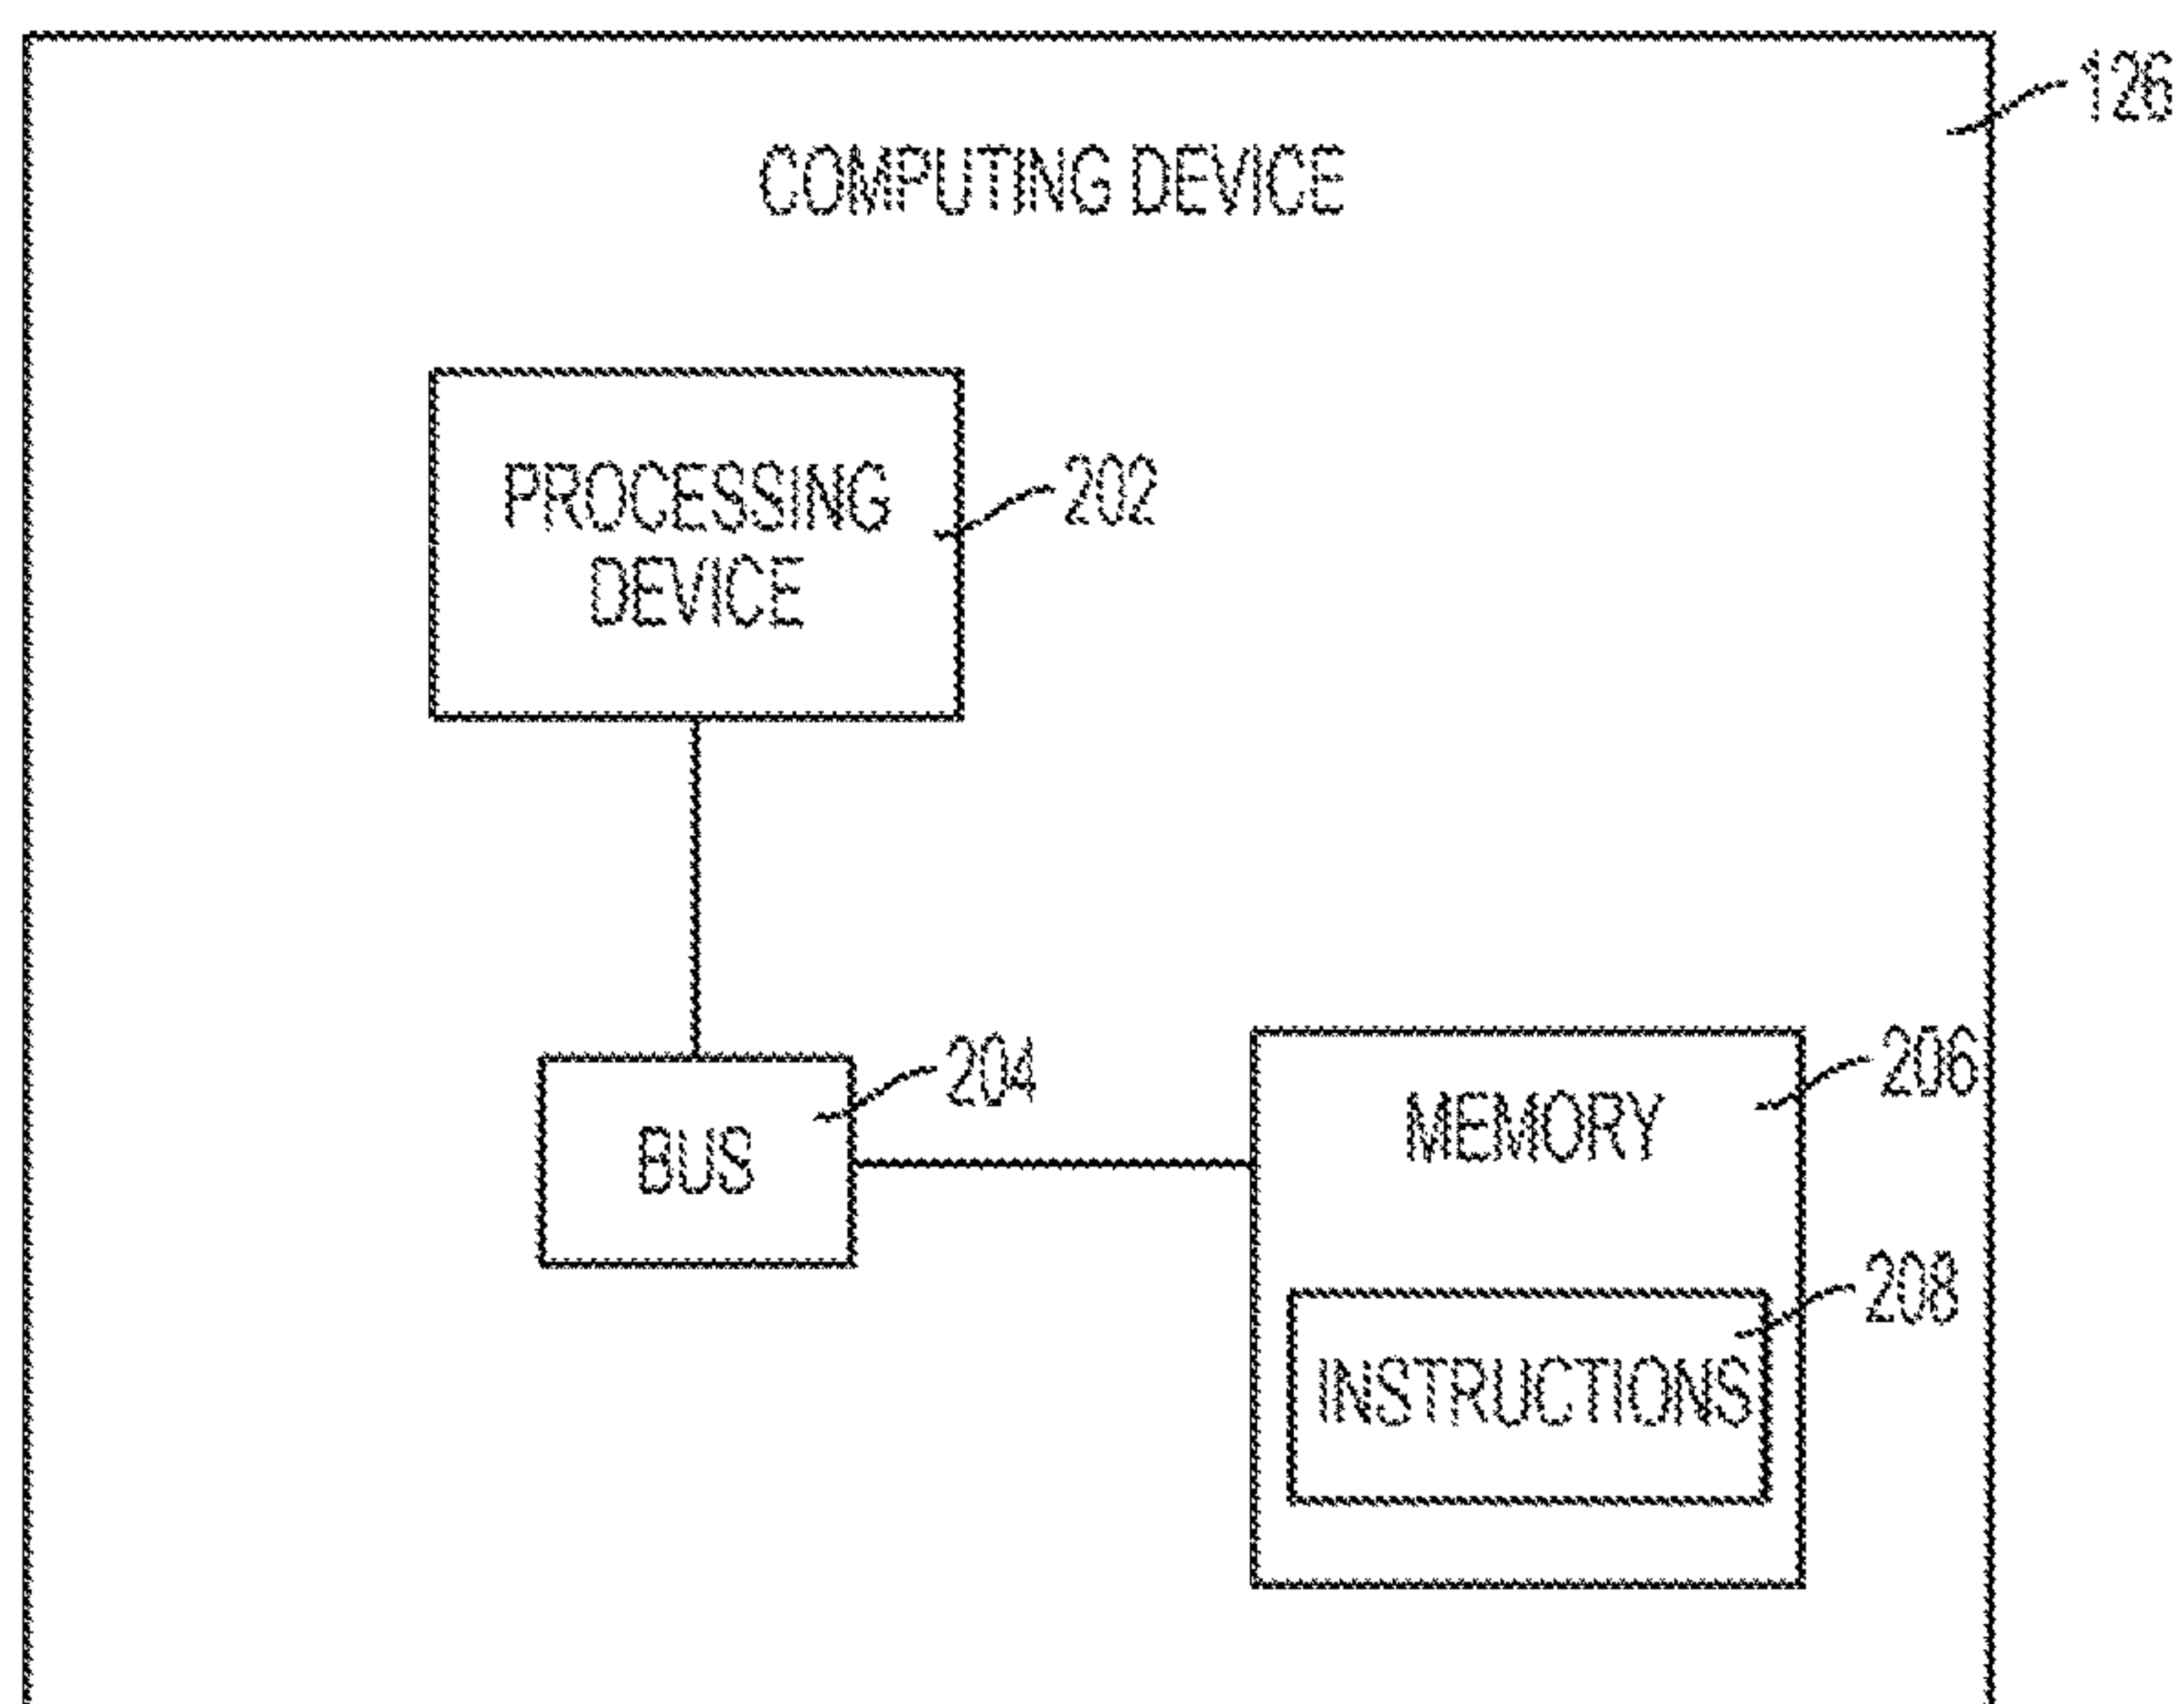 126
COMPUTING DEVICE
PROCESSING
DEVICE
202
BUS
204
MEMORY
206
INSTRUCTIONS
208